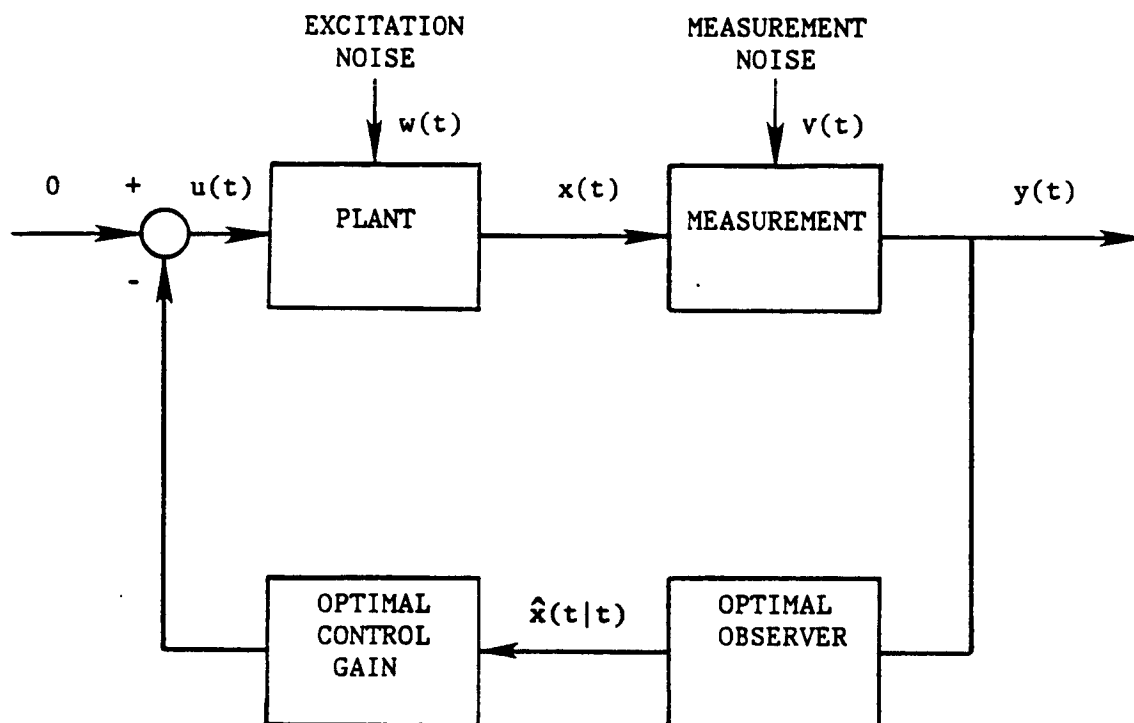 EXCITATION
NOISE
MEASUREMENT
NOISE
w(t)
v(t)
0
+
u(t)
PLANT
x(t)
MEASUREMENT
y(t)
-
OPTIMAL
CONTROL
GAIN
x̂(t|t)
OPTIMAL
OBSERVER